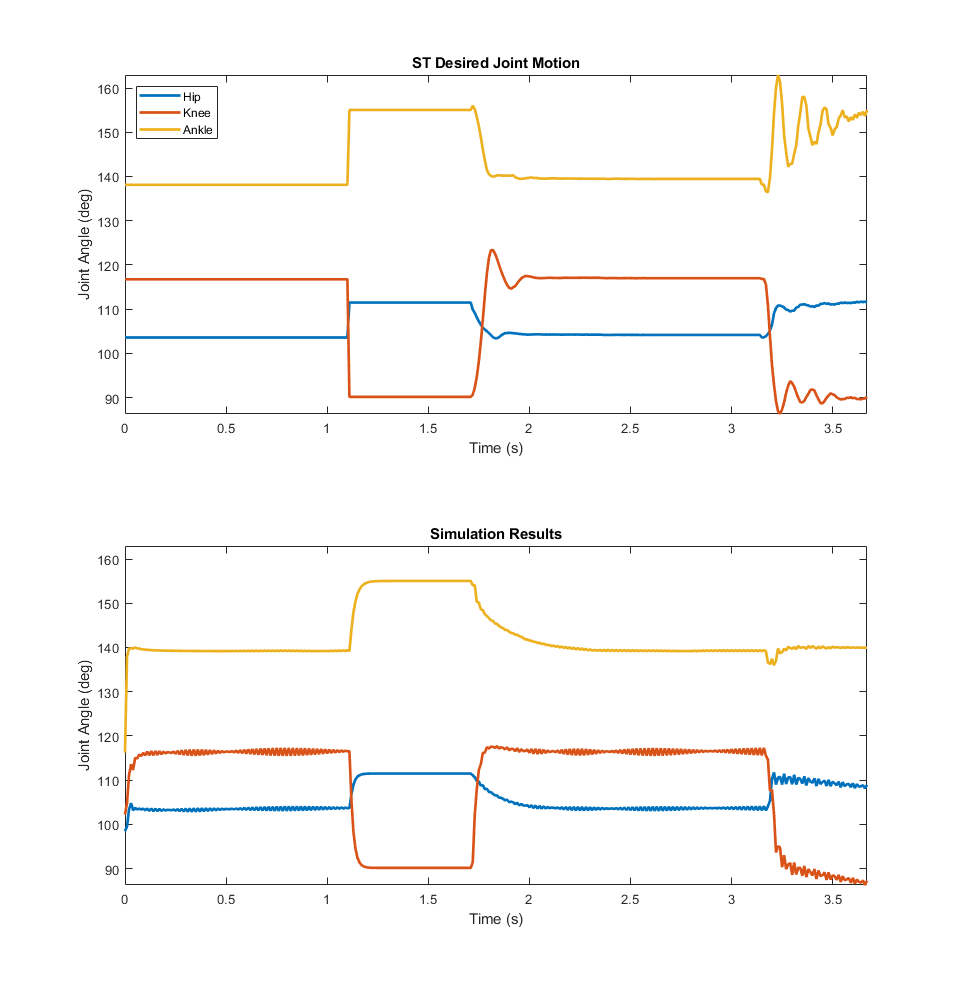 ST Desired Joint Motion
Hip
Knee
Ankle
160
150
140
130
120
110
100
90
Joint Angle (deg)
0 0.5 1 1.5 2 2.5 3 3.5
Time (s)
Simulation Results
160
150
140
130
120
110
100
90
Joint Angle (deg)
0 0.5 1 1.5 2 2.5 3 3.5
Time (s)